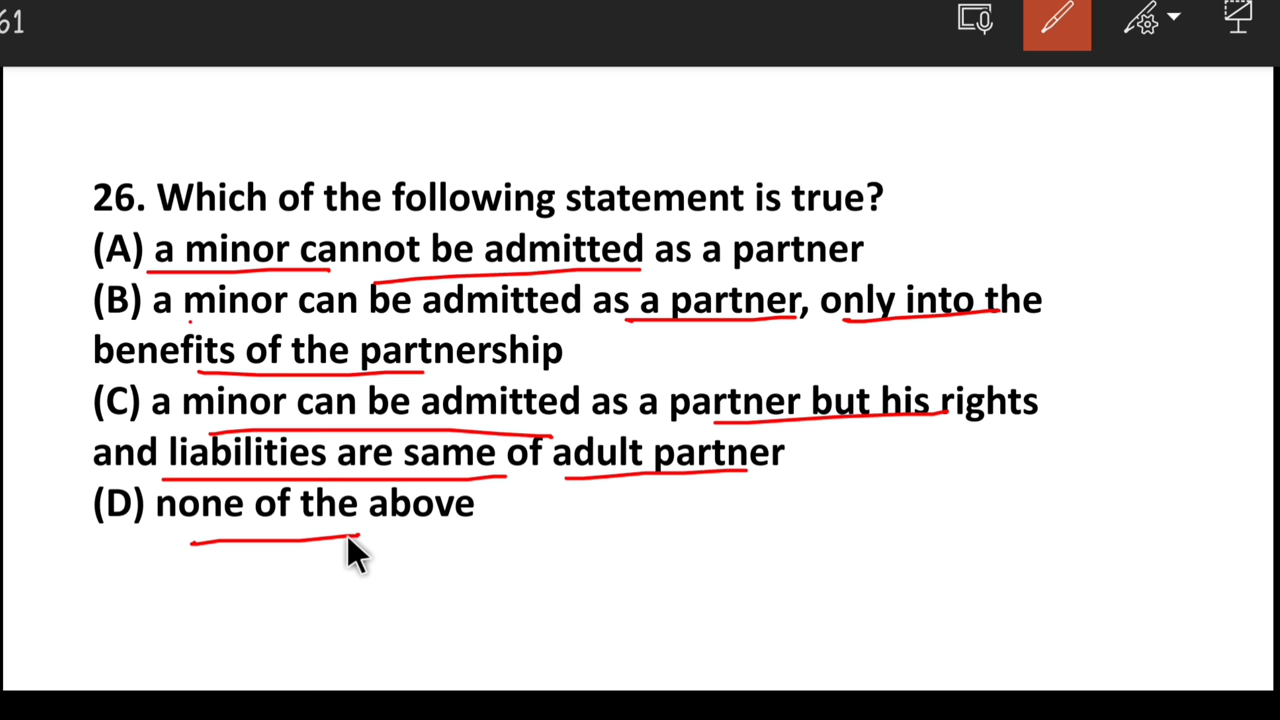 61
26. Which of the following statement is true?
(A) a minor cannot be admitted as a partner
(B) a minor can be admitted as a partner, only into the
benefits of the partnership
(C) a minor can be admitted as a partner but his rights
and liabilities are same of adult partner
(D) none of the above